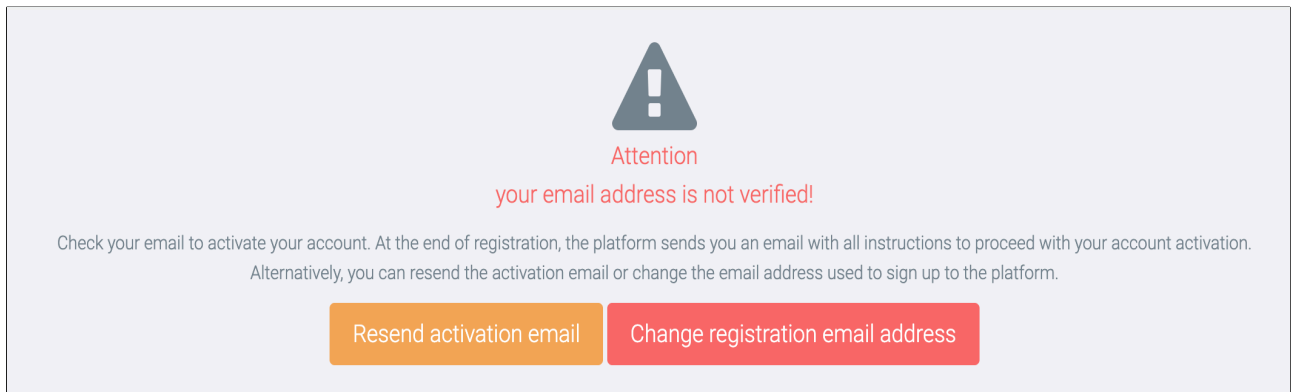 Attention
your email address is not verified!
Check your email to activate your account. At the end of registration, the platform sends you an email with all instructions to proceed with your account activation.
Alternatively, you can resend the activation email or change the email address used to sign up to the platform.
Resend activation email Change registration email address